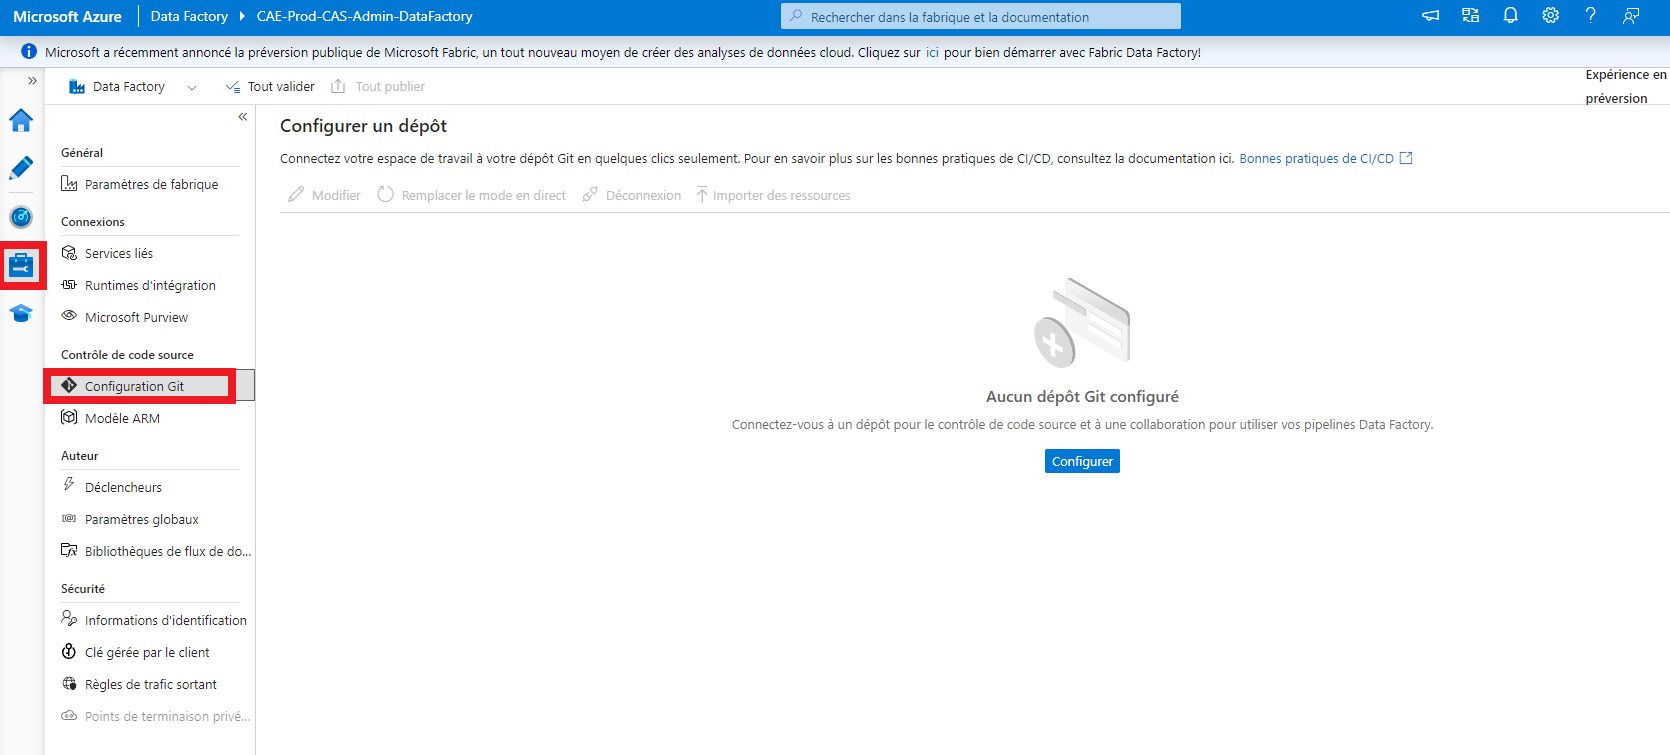 Microsoft Azure Data Factory CAE-Prod-CAS-Admin-DataFactory
Rechercher dans la fabrique et la documentation
Microsoft a récemment annoncé la préversion publique de Microsoft Fabric, un tout nouveau moyen de créer des analyses de données cloud. Cliquez sur ici pour bien démarrer avec Fabric Data Factory!
Data Factory Tout valider Tout publier
Expérience en
préversion
Général
Paramètres de fabrique
Connexions
Services liés
Runtimes d'intégration
Microsoft Purview
Contrôle de code source
Configuration Git
Modèle ARM
Auteur
Déclencheurs
Paramètres globaux
Bibliothèques de flux de do...
Sécurité
Informations d'identification
Clé gérée par le client
Règles de trafic sortant
Points de terminaison privé...
Configurer un dépôt
Connectez votre espace de travail à votre dépôt Git en quelques clics seulement. Pour en savoir plus sur les bonnes pratiques de CI/CD, consultez la documentation ici. Bonnes pratiques de CI/CD
Modifier Remplacer le mode en direct Déconnexion Importer des ressources
Aucun dépôt Git configuré
Connectez-vous à un dépôt pour le contrôle de code source et à une collaboration pour utiliser vos pipelines Data Factory.
Configurer